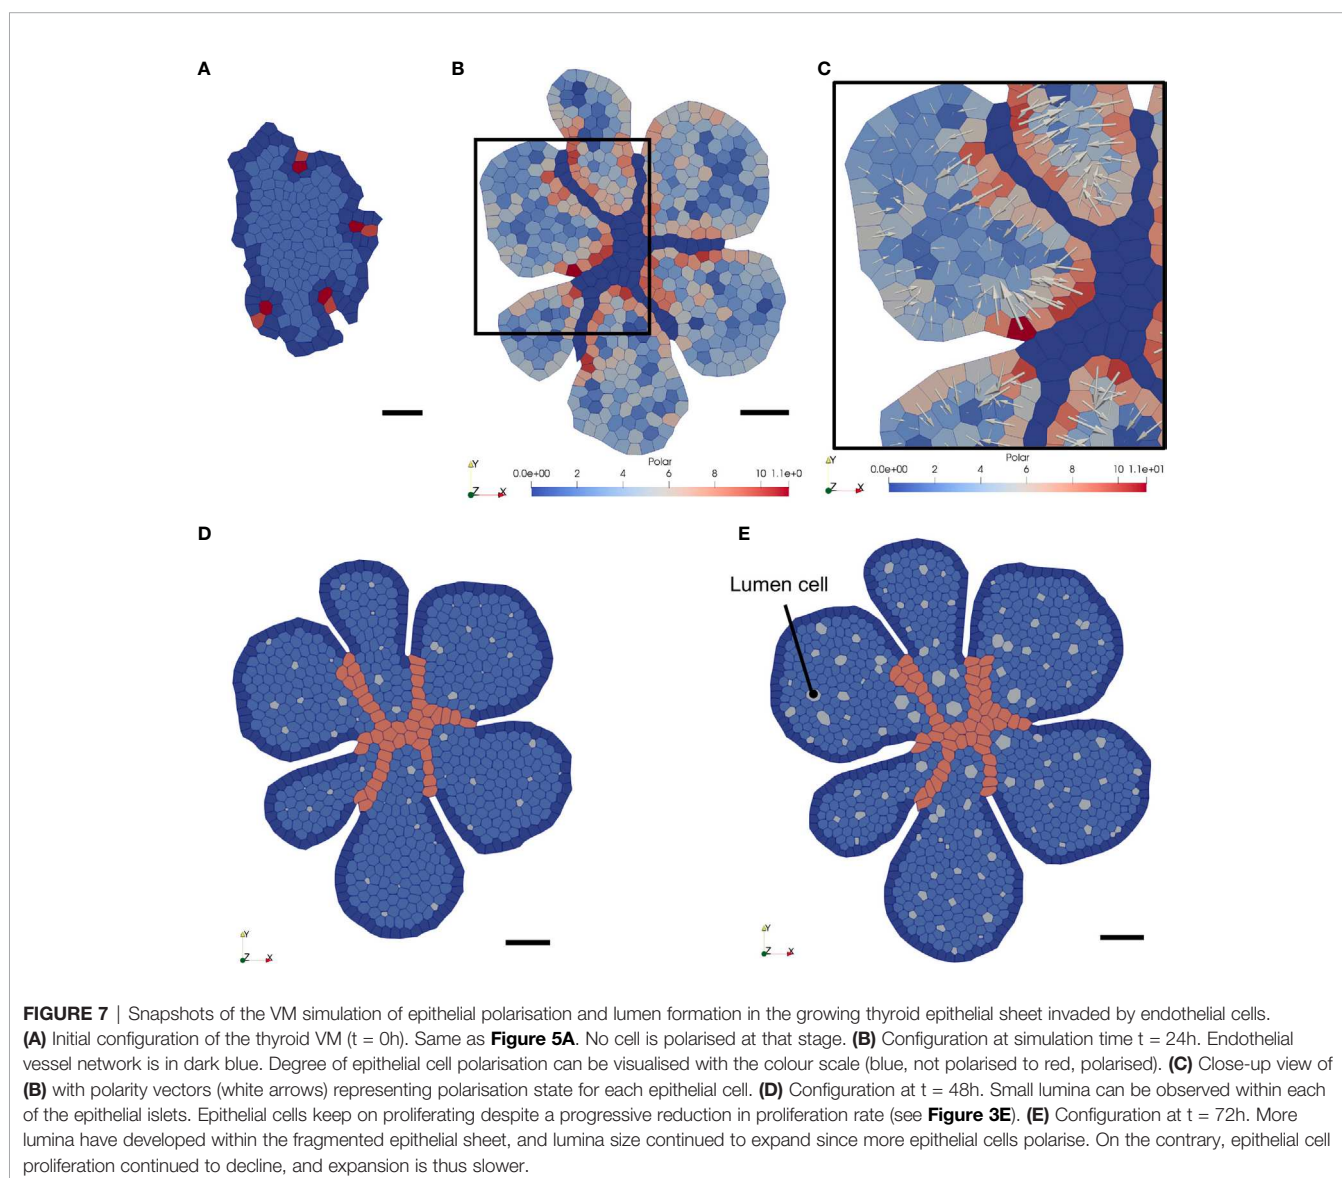 A
B
C
Y
Z
X
Polar
0.0e+00 2 4 6 8 10 1.1e+0
Y
Z
X
Polar
0.0e+00 2 4 6 8 10 1.1e+01
D
E
Lumen cell
Y
Z
X
Y
Z
X
FIGURE 7 | Snapshots of the VM simulation of epithelial polarisation and lumen formation in the growing thyroid epithelial sheet invaded by endothelial cells.
(A) Initial configuration of the thyroid VM (t = 0h). Same as Figure 5A. No cell is polarised at that stage. (B) Configuration at simulation time t = 24h. Endothelial
vessel network is in dark blue. Degree of epithelial cell polarisation can be visualised with the colour scale (blue, not polarised to red, polarised). (C) Close-up view of
(B) with polarity vectors (white arrows) representing polarisation state for each epithelial cell. (D) Configuration at t = 48h. Small lumina can be observed within each
of the epithelial islets. Epithelial cells keep on proliferating despite a progressive reduction in proliferation rate (see Figure 3E). (E) Configuration at t = 72h. More
lumina have developed within the fragmented epithelial sheet, and lumina size continued to expand since more epithelial cells polarise. On the contrary, epithelial cell
proliferation continued to decline, and expansion is thus slower.